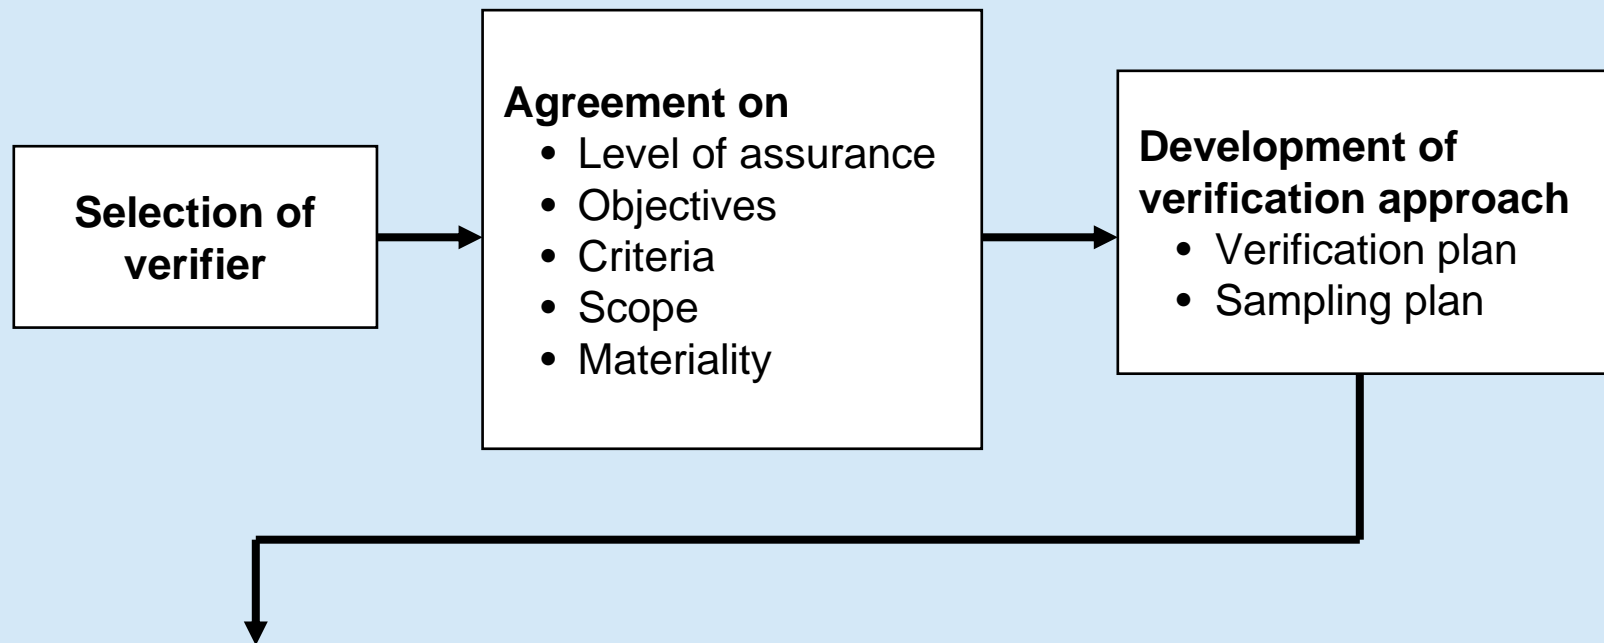 Selection of
verifier
Agreement on
• Level of assurance
• Objectives
• Criteria
• Scope
• Materiality
Development of
verification approach
• Verification plan
• Sampling plan